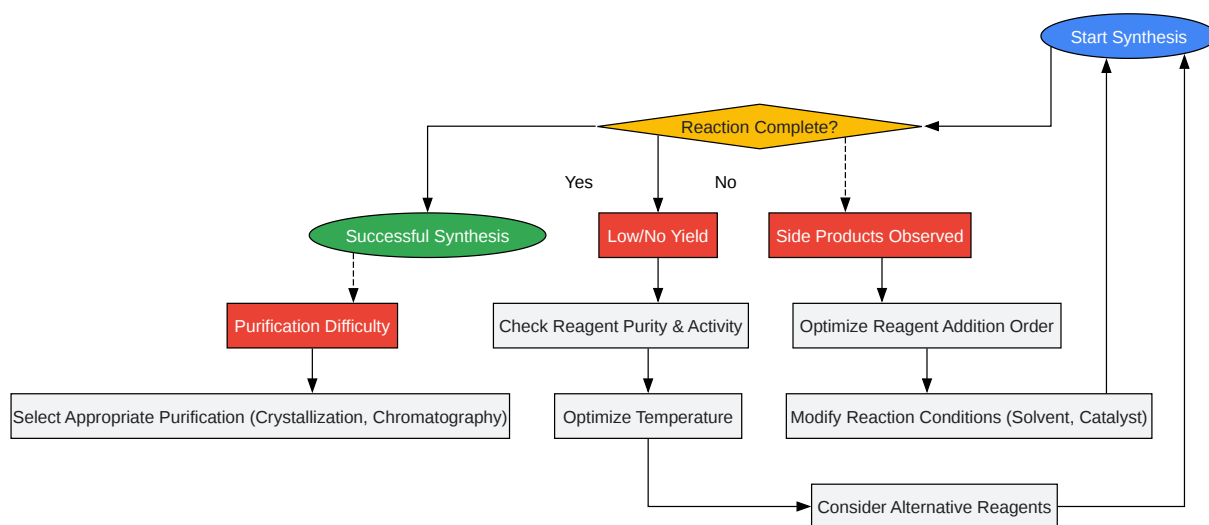 Start Synthesis
Reaction Complete?
Yes
No
Successful Synthesis
Low/No Yield
Side Products Observed
Purification Difficulty
Check Reagent Purity & Activity
Optimize Reagent Addition Order
Select Appropriate Purification (Crystallization, Chromatography)
Optimize Temperature
Modify Reaction Conditions (Solvent, Catalyst)
Consider Alternative Reagents